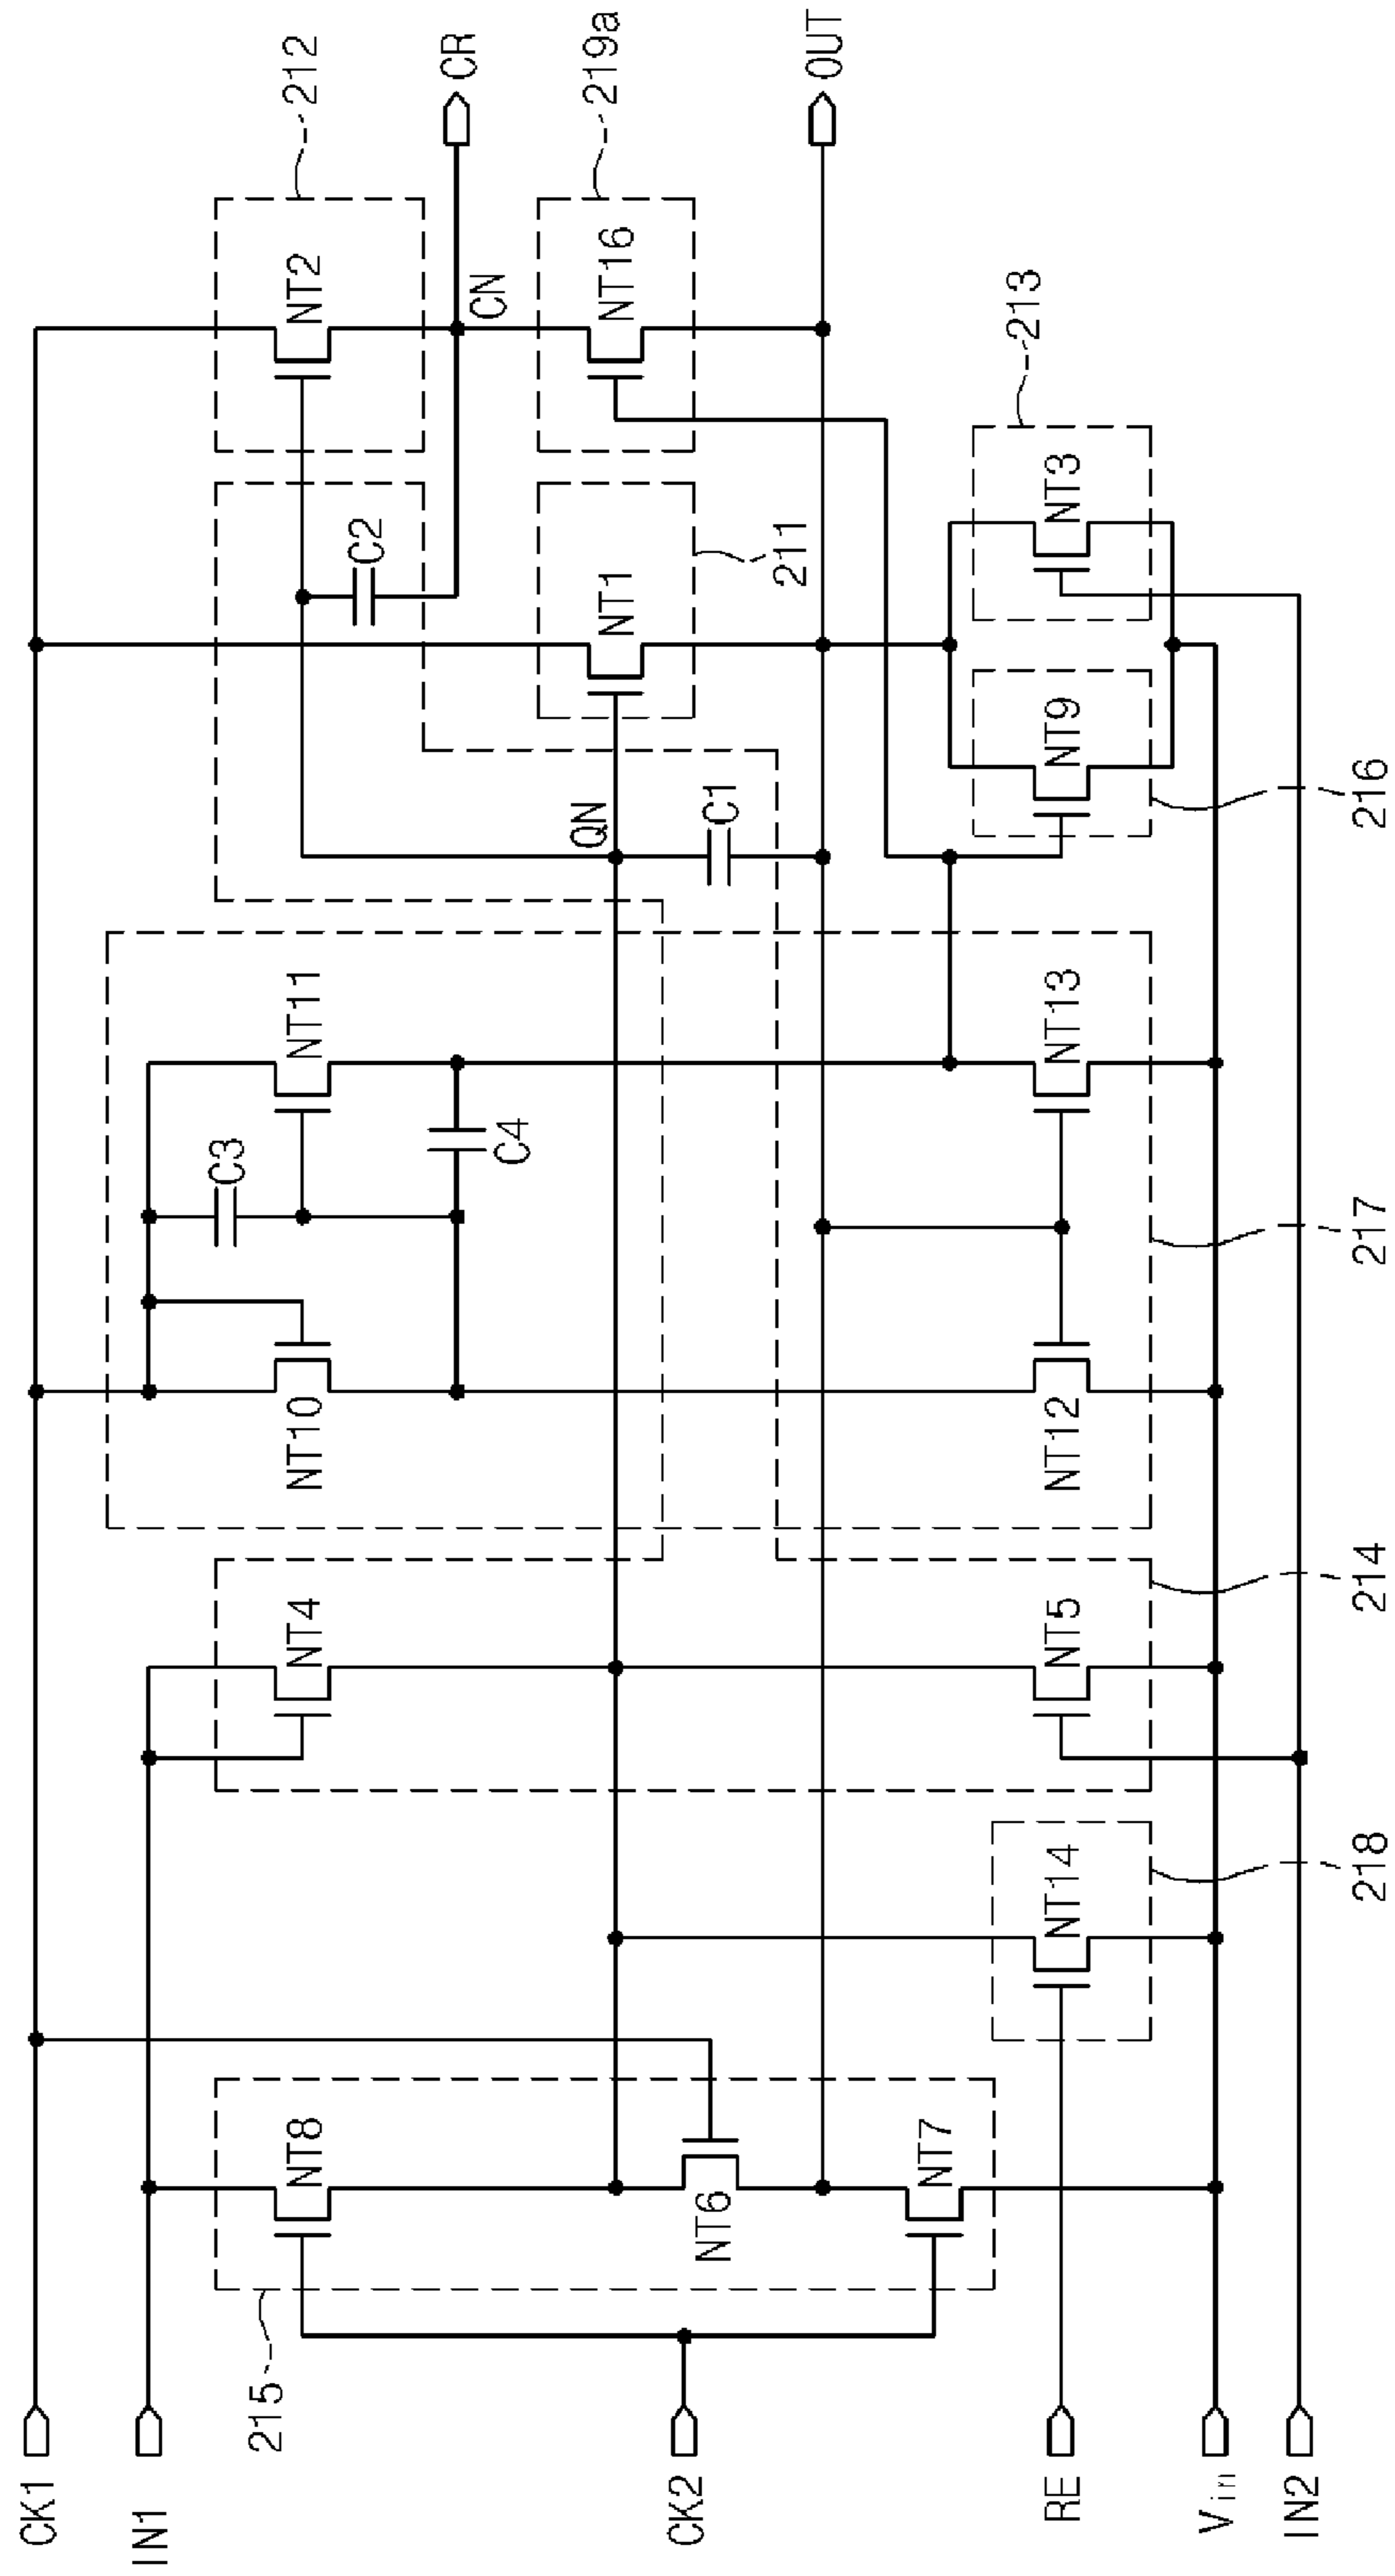 212
CR
219a
OUT
NT2
CN
NT16
213
C2
NT3
NT1
211
QN
C1
NT9
216
NT11
NT13
C3
C4
217
NT10
NT12
214
NT4
NT5
218
NT14
NT8
NT6
NT7
215
CK1
IN1
CK2
RE
Vin
IN2